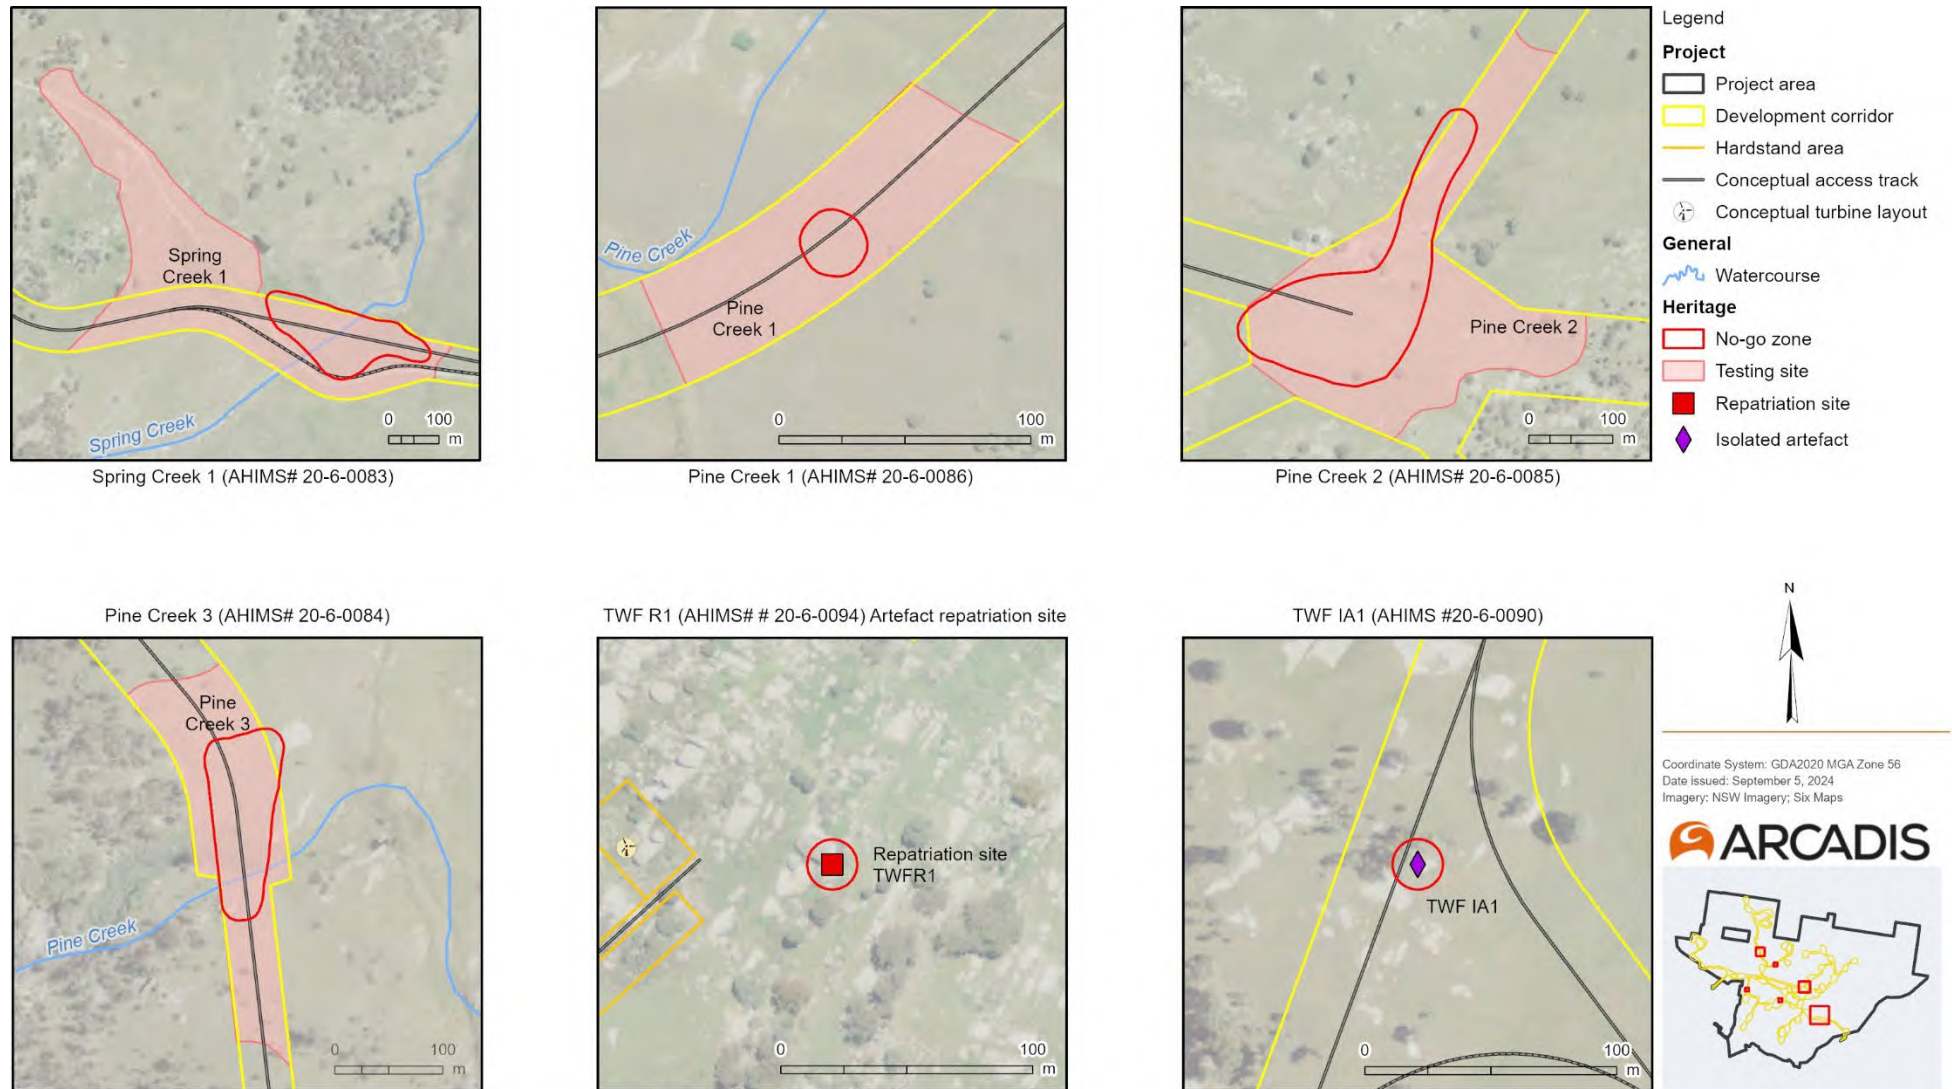 Spring
Creek 1
Spring Creek
0 100
m
Spring Creek 1 (AHIMS# 20-6-0083)
Pine Creek
Pine
Creek 1
0 100
m
Pine Creek 1 (AHIMS# 20-6-0086)
Pine Creek 2
0 100
m
Pine Creek 2 (AHIMS# 20-6-0085)
Legend
Project
Project area
Development corridor
Hardstand area
Conceptual access track
Conceptual turbine layout
General
Watercourse
Heritage
No-go zone
Testing site
Repatriation site
Isolated artefact
Pine Creek 3 (AHIMS# 20-6-0084)
Pine
Creek 3
Pine Creek
0 100
m
TWF R1 (AHIMS# # 20-6-0094) Artefact repatriation site
Repatriation site
TWFR1
0 100
m
TWF IA1 (AHIMS #20-6-0090)
TWF IA1
0 100
m
N
Coordinate System: GDA2020 MGA Zone 56
Date issued: September 5, 2024
Imagery: NSW Imagery; Six Maps
ARCADIS